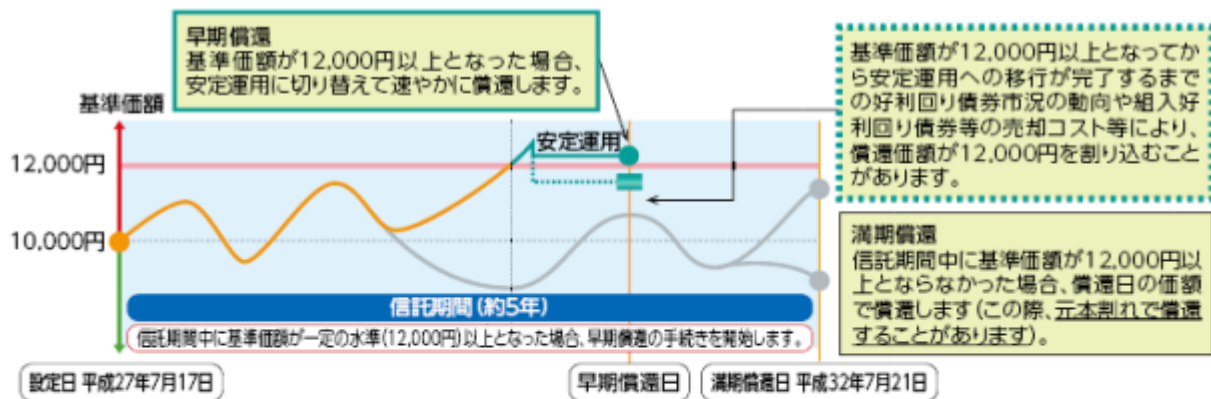 早期償還
基準価額が12,000円以上となった場合、
安定運用に切り替えて速やかに償還します。
基準価額が12,000円以上となってか
ら安定運用への移行が完了するまで
の好利回り債券市況の動向や組入好
利回り債券等の売却コスト等により、
償還価額が12,000円を割り込むこと
があります。
基準価額
安定運用
12,000円
10,000円
満期償還
信託期間中に基準価額が12,000円以
上とならなかった場合、償還日の価額
で償還します(この際、元本割れで償還
することがあります)。
信託期間(約5年)
信託期間中に基準価額が一定の水準(12,000円)以上となった場合、早期償還の手続きを開始します。
設定日 平成27年7月17日
早期償還日
満期償還日 平成32年7月21日